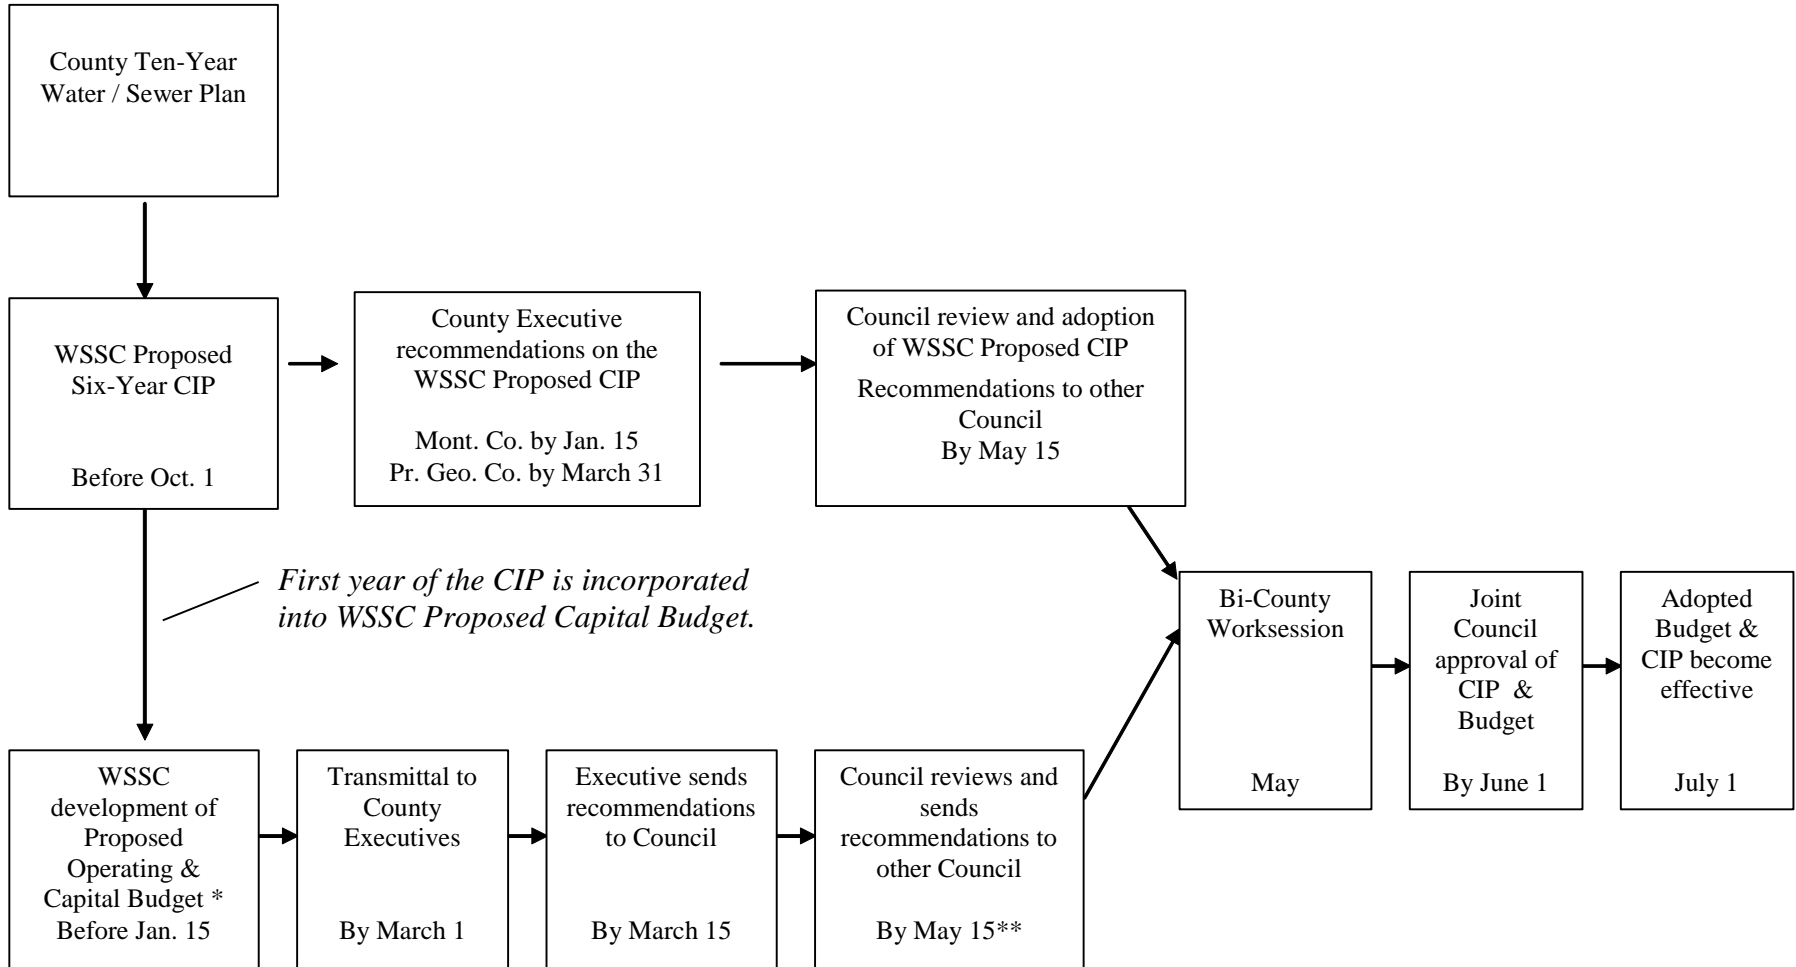 County Ten-Year
Water / Sewer Plan
WSSC Proposed
Six-Year CIP
Before Oct. 1
County Executive
recommendations on the
WSSC Proposed CIP
Mont. Co. by Jan. 15
Pr. Geo. Co. by March 31
Council review and adoption
of WSSC Proposed CIP
Recommendations to other
Council
By May 15
First year of the CIP is incorporated
into WSSC Proposed Capital Budget.
WSSC
development of
Proposed
Operating &
Capital Budget *
Before Jan. 15
Transmittal to
County
Executives
By March 1
Executive sends
recommendations
to Council
By March 15
Council reviews and
sends
recommendations to
other Council
By May 15**
Bi-County
Worksession
May
Joint
Council
approval of
CIP &
Budget
By June 1
Adopted
Budget &
CIP become
effective
July 1